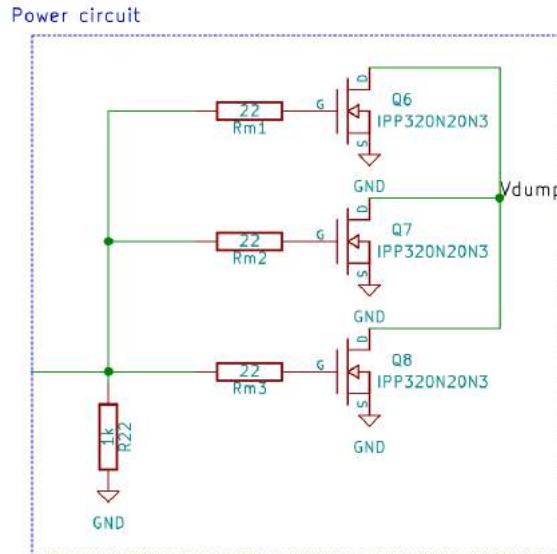 Power circuit
D
22
G
Q6
IPP320N20N3
Rm1
S
GND
Vdump
D
22
G
Q7
IPP320N20N3
Rm2
S
GND
D
22
G
Q8
IPP320N20N3
Rm3
S
1k
R22
GND
GND